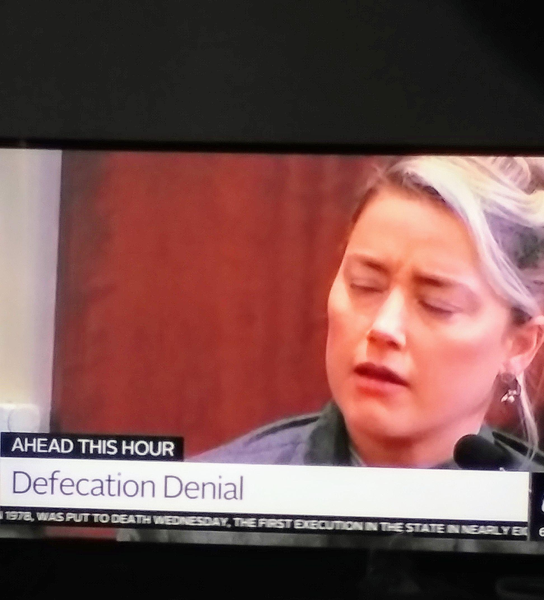 AHEAD THIS HOUR
Defecation Denial
1978, WAS PUT TO DEATH WEDNESDAY, THE FIRST EXECUTION IN THE STATE IN NEARLY